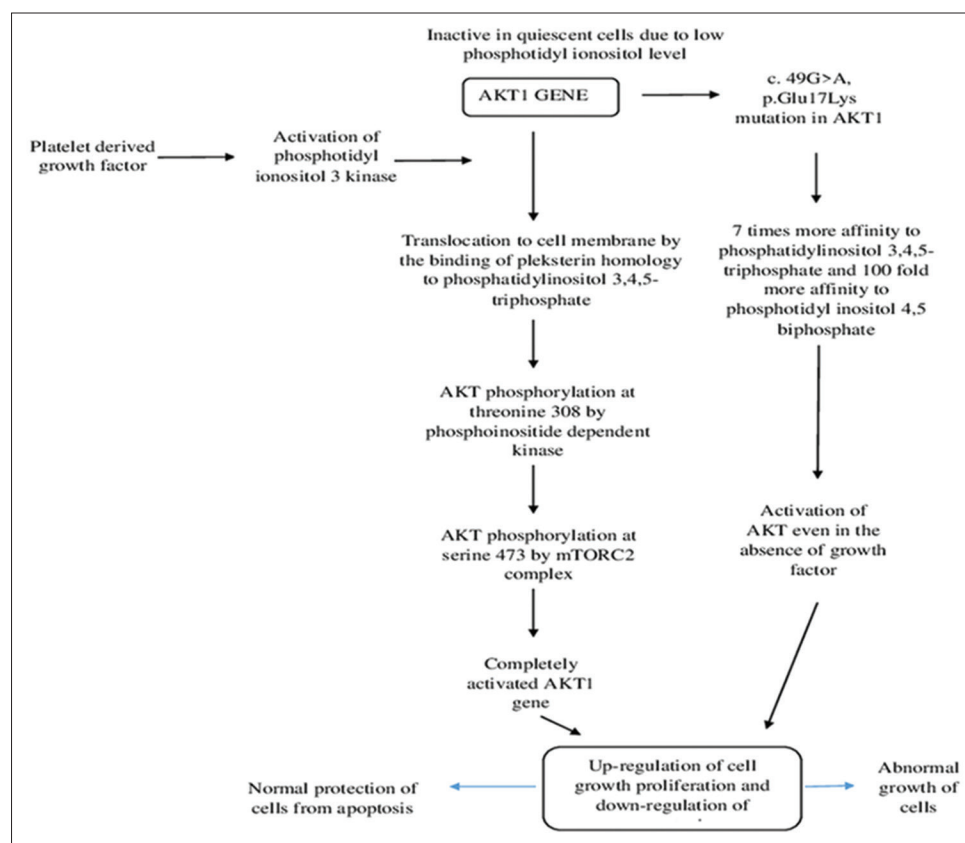 Inactive in quiescent cells due to low
phosphotidyl ionositol level
AKT1 GENE
c. 49G>A,
p.Glu17Lys
mutation in AKT1
Platelet derived
growth factor
Activation of
phosphotidyl
ionositol 3 kinase
Translocation to cell membrane by
the binding of pleksterin homology
to phosphatidylinositol 3,4,5-
triphosphate
7 times more affinity to
phosphatidylinositol 3,4,5-
triphosphate and 100 fold
more affinity to
phosphotidyl inositol 4,5
biphosphate
AKT phosphorylation at
threonine 308 by
phosphoinositide dependent
kinase
AKT phosphorylation at
serine 473 by mTORC2
complex
Activation of
AKT even in the
absence of growth
factor
Completely
activated AKT1
gene
Up-regulation of cell
growth proliferation and
down-regulation of
Normal protection of
cells from apoptosis
Abnormal
growth of
cells